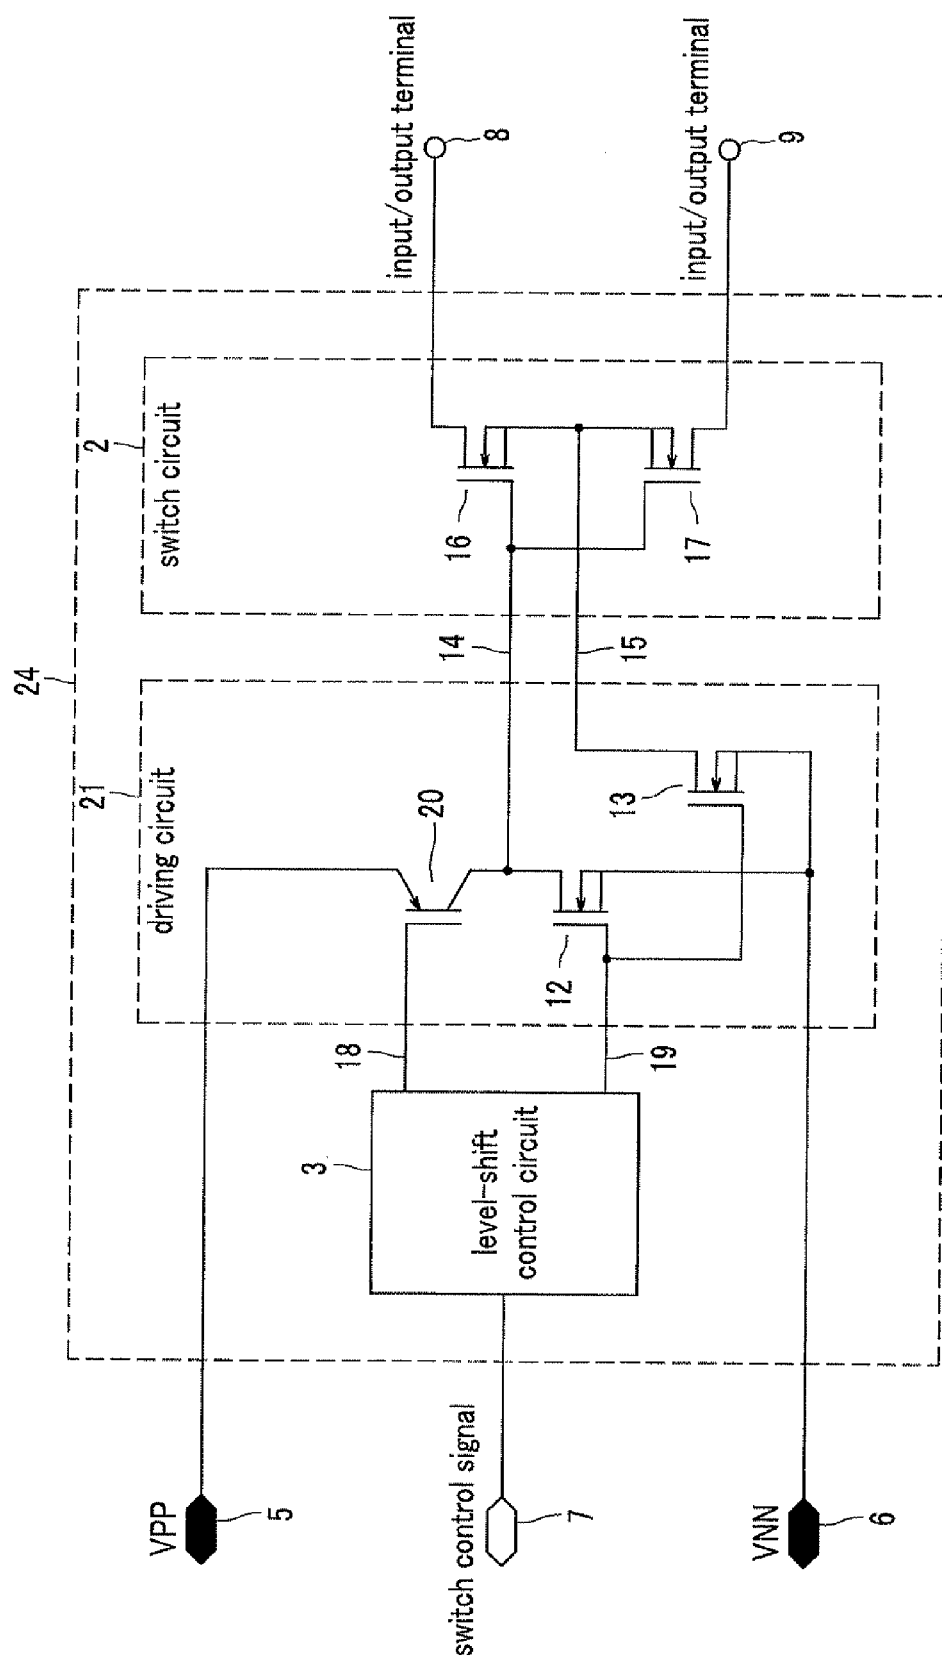 24
21
driving circuit
2
switch circuit
VPP
5
3
level-shift
control circuit
18
19
20
12
13
14
15
16
17
input/output terminal
8
input/output terminal
9
switch control signal
7
VNN
6